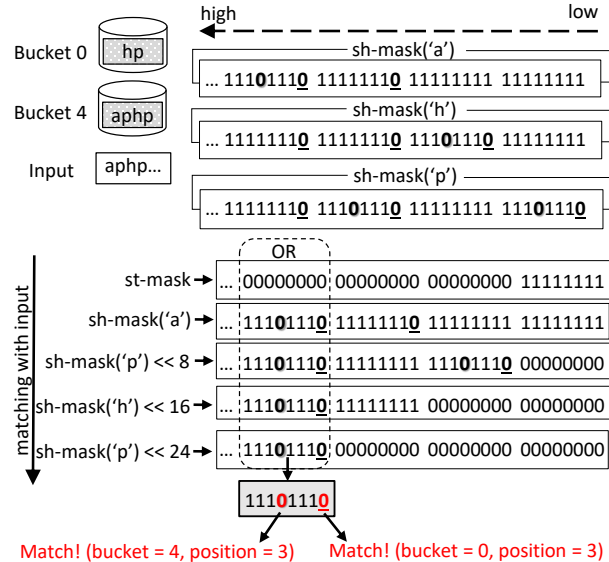 high low
Bucket 0 hp
sh-mask('a')
... 11101110 11111110 11111111 11111111
Bucket 4 aphp
sh-mask('h')
... 11111110 11111110 11101110 11111111
Input aphp...
sh-mask('p')
... 11111110 11101110 11111111 11101110
OR
st-mask ... 00000000 00000000 00000000 11111111
sh-mask('a') ... 11101110 11111110 11111111 11111111
sh-mask('p') << 8 ... 11101110 11111111 11101110 00000000
sh-mask('h') << 16 ... 11101110 11111111 00000000 00000000
sh-mask('p') << 24 ... 11101110 00000000 00000000 00000000
matching with input
11101110
Match! (bucket = 4, position = 3) Match! (bucket = 0, position = 3)